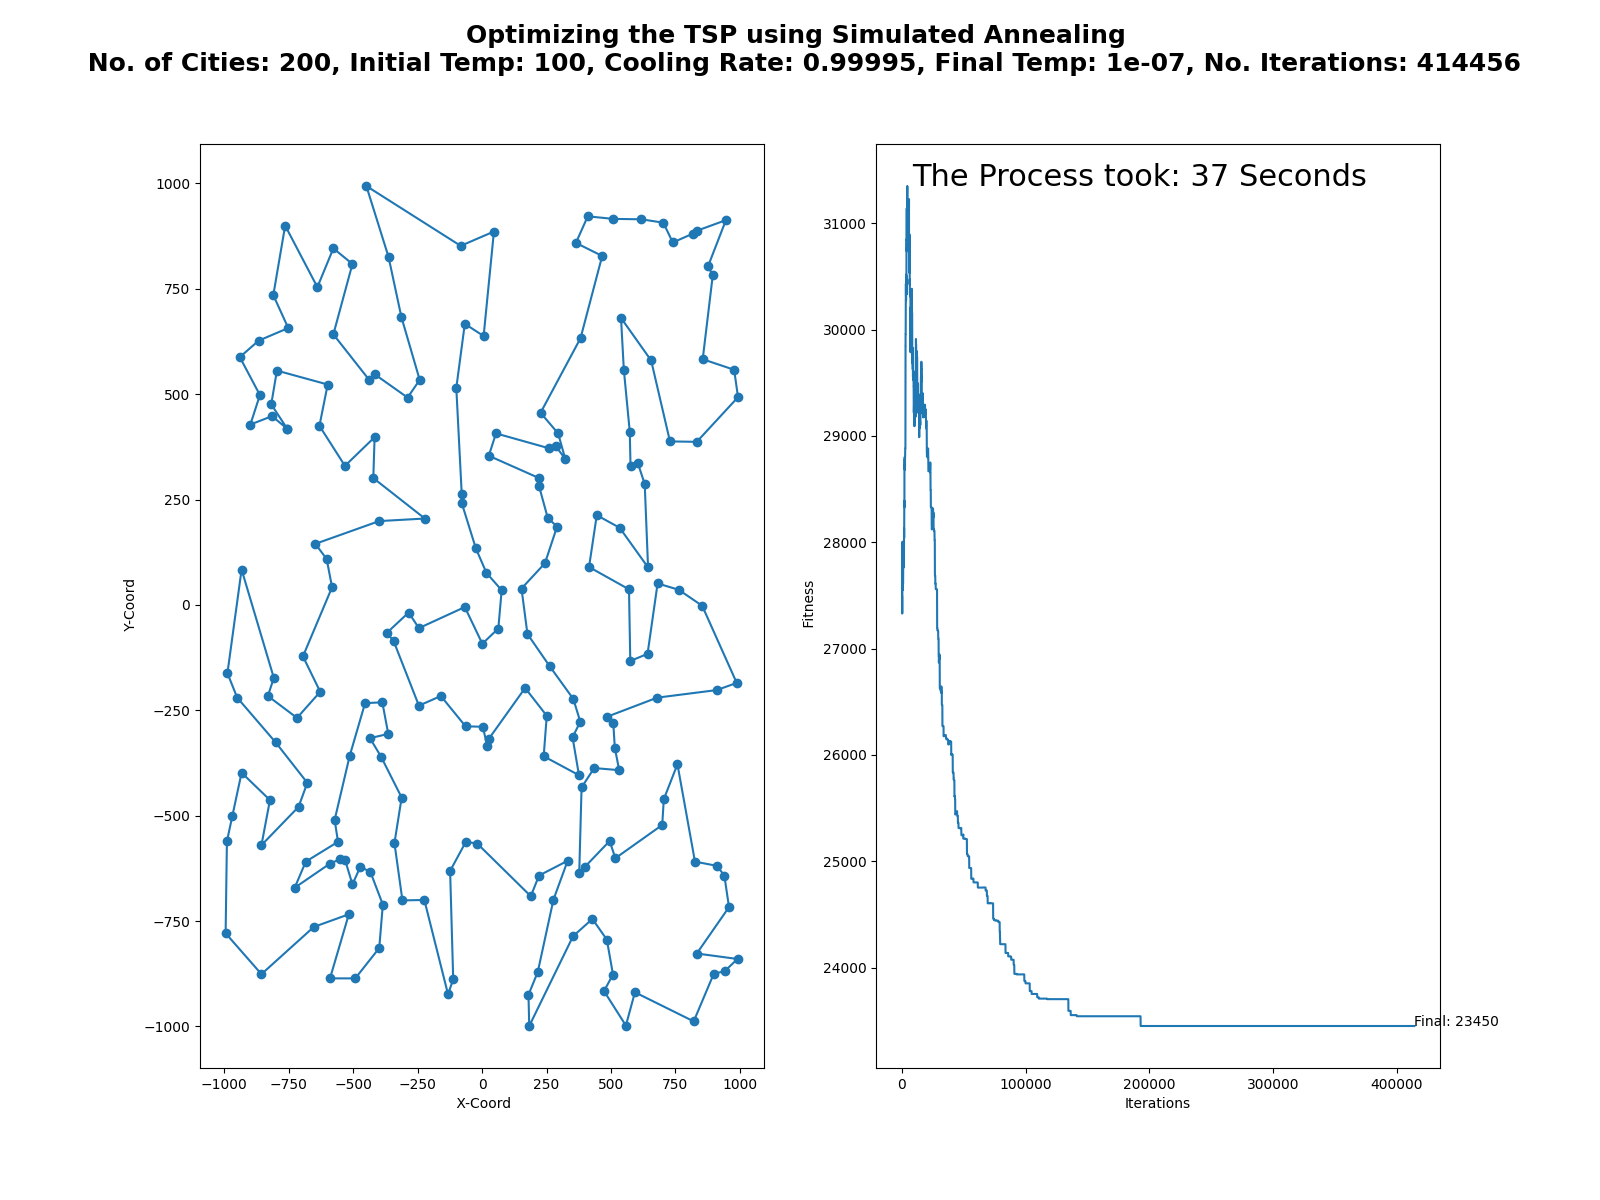 Optimizing the TSP using Simulated Annealing
No. of Cities: 200, Initial Temp: 100, Cooling Rate: 0.99995, Final Temp: 1e-07, No. Iterations: 414456
1000
750
500
250
0
−250
−500
−750
−1000
Y-Coord
−1000 −750 −500 −250 0 250 500 750 1000
X-Coord
The Process took: 37 Seconds
31000
30000
29000
28000
27000
26000
25000
24000
Fitness
Final: 23450
0 100000 200000 300000 400000
Iterations